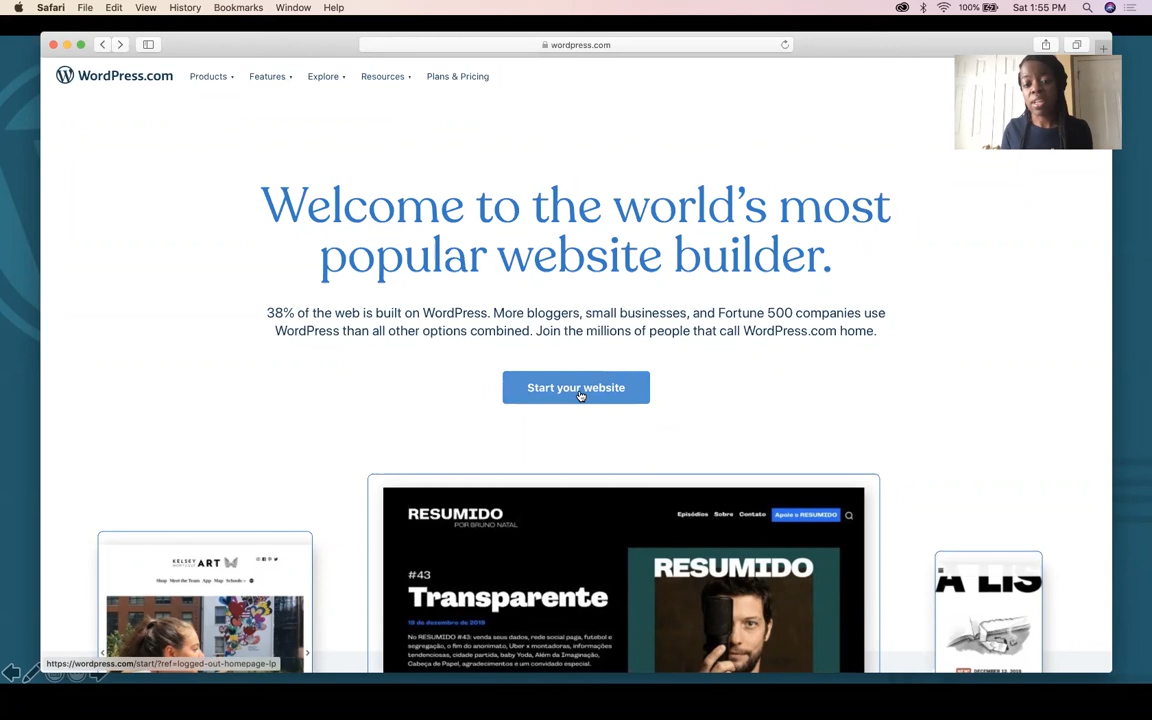 Safari File Edit View History Bookmarks Window Help 100% Sat 1:55 PM
wordpress.com
WordPress.com Products Features Explore Resources Plans & Pricing
Welcome to the world's most
popular website builder.
38% of the web is built on WordPress. More bloggers, small businesses, and Fortune 500 companies use
WordPress than all other options combined. Join the millions of people that call WordPress.com home.
Start your website
RESUMIDO
POR BRUNO NATAL
Episódios Sobre Contato Apoie o RESUMIDO
#43
Transparente
19 de dezembro de 2019
No RESUMIDO #43: venda seus dados, rede social paga, futebol e
segregação, o fim do anonimato, Uber x montadoras, informações
tendenciosas, cidade partida, baby Yoda, Além da Imaginação,
Cabeça de Papel, agradecimentos e um convidado especial.
RESUMIDO
KELSEY
ART
Shop Meet the Team App Map Schools
A LIS
DECEMBER 12, 2019
https://wordpress.com/start/?ref=logged-out-homepage-lp